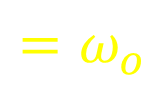 = ω₀